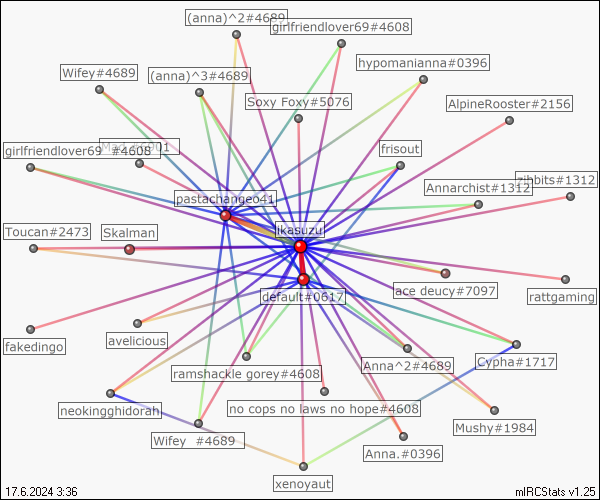 (anna)^2#4689
girlfriendlover69#4608
hypomanianna#0396
Wifey#4689
(anna)^3#4689
Soxy Foxy#5076
AlpineRooster#2156
frisout
girlfriendlover69 #4608
Annarchist#1312
#1312
pastachangeo41
Toucan#2473
Skalman
ikasuzu
ace deucy#7097
rattgaming
default#0617
fakedingo
avelicious
ramshackle gorey#4608
Anna^2#4689
Cypha#1717
neokingghidorah
no cops no laws no hope#4608
Mushy#1984
Wifey #4689
Anna.#0396
xenoyaut
17.6.2024 3:36
mIRCStats v1.25